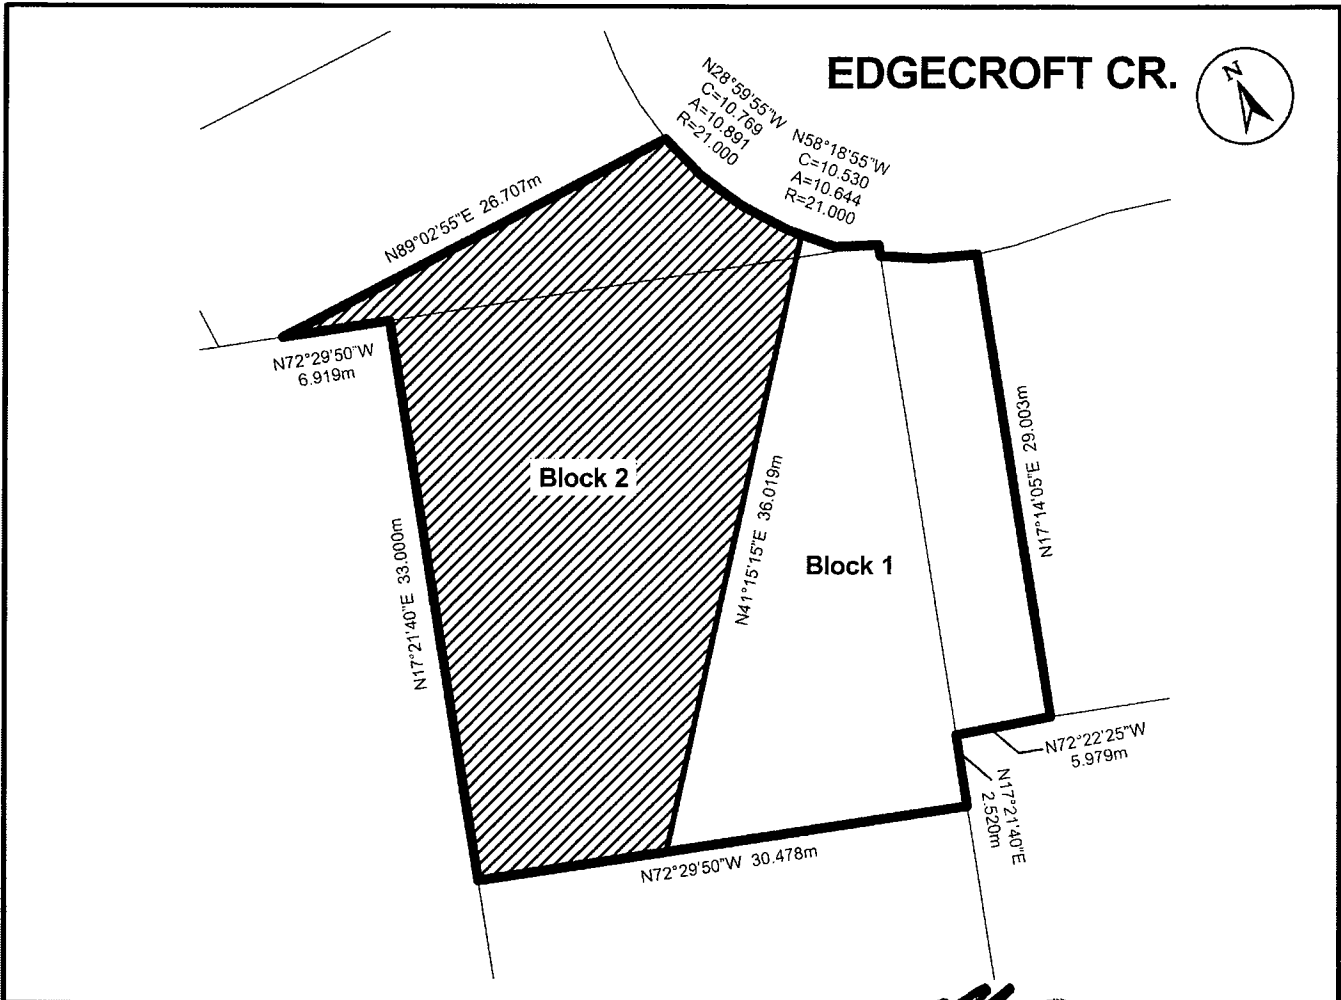 EDGECROFT CR.
N
N28°59'55"W
C=10.769
A=10.891
R=21.000
N58°18'55"W
C=10.530
A=10.644
R=21.000
N89°02'55"E 26.707m
N72°29'50"W
6.919m
N17°21'40"E 33.000m
Block 2
N41°15'15"E 36.019m
Block 1
N17°14'05"E 29.003m
N72°22'25"W
5.979m
N17°21'40"E
2.520m
N72°29'50"W 30.478m